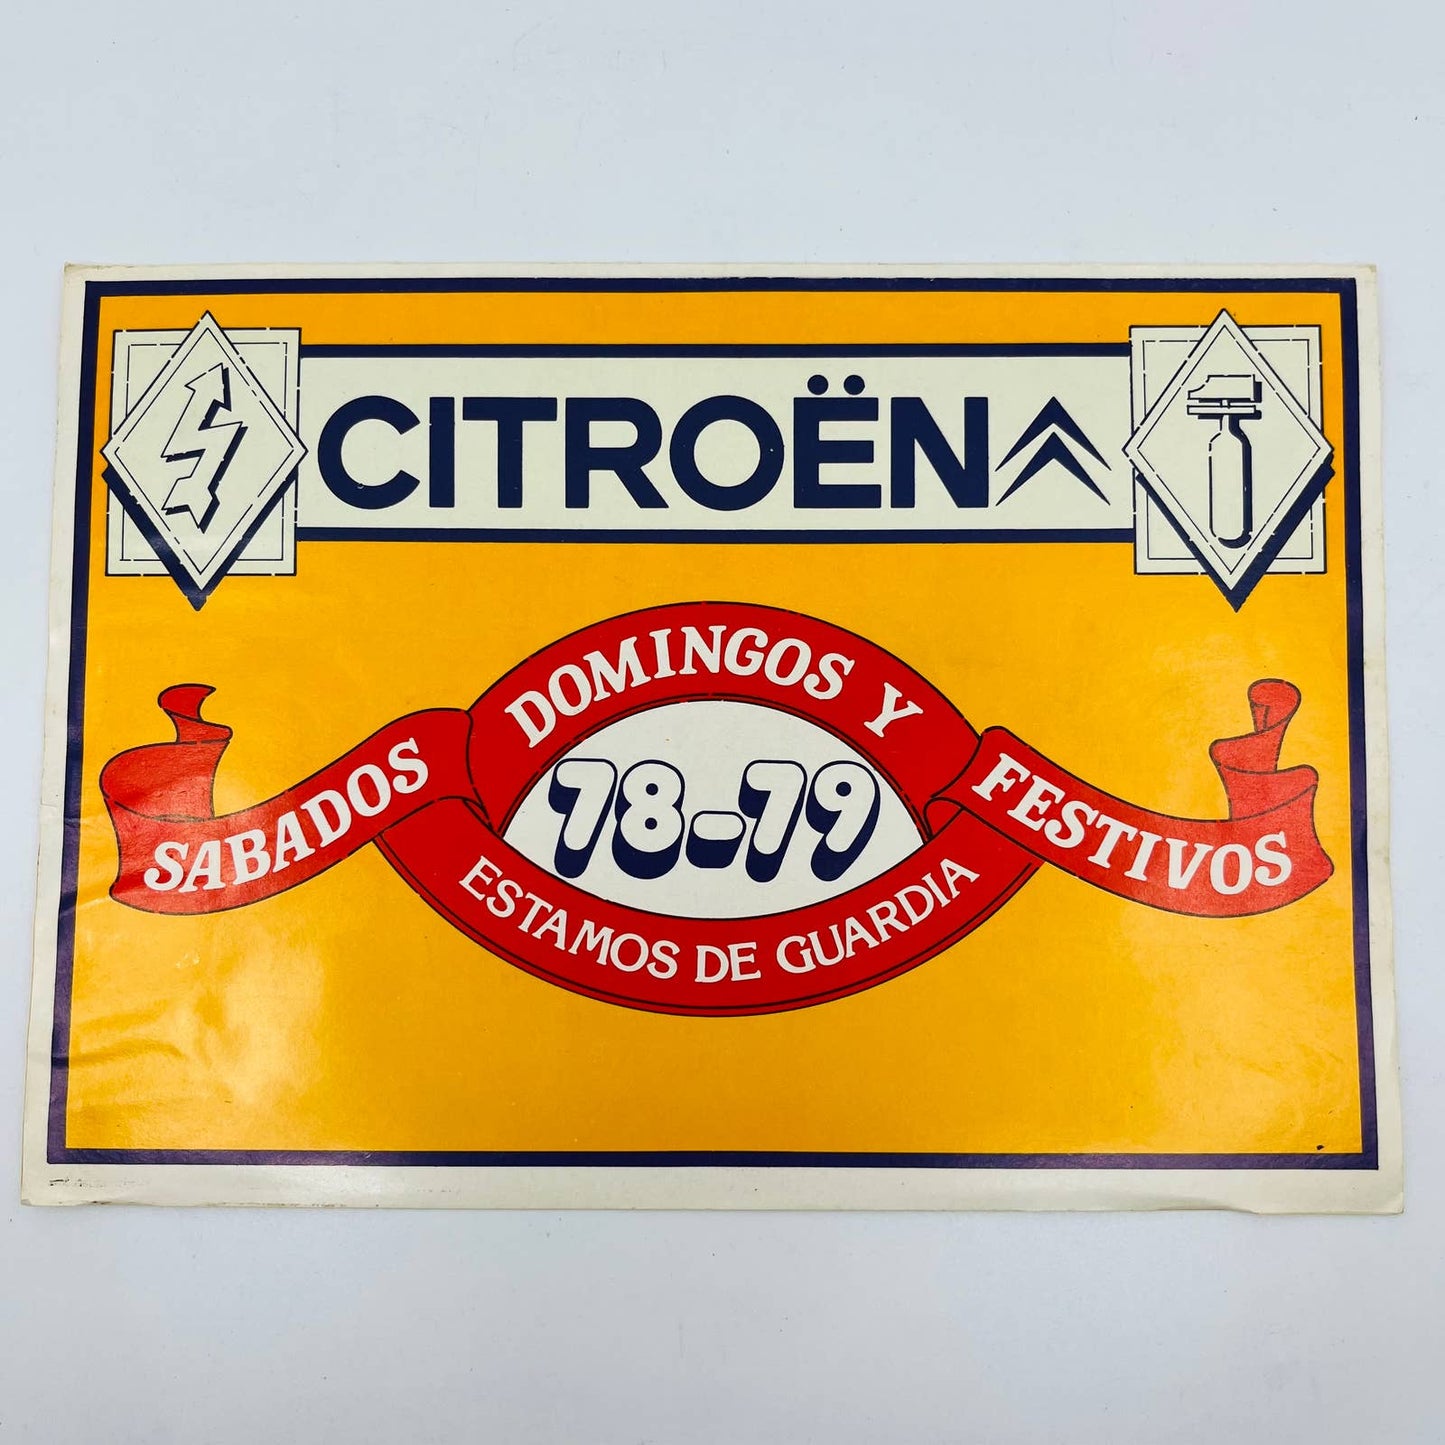 CITROËN
SABADOS DOMINGOS Y FESTIVOS
78-79
ESTAMOS DE GUARDIA